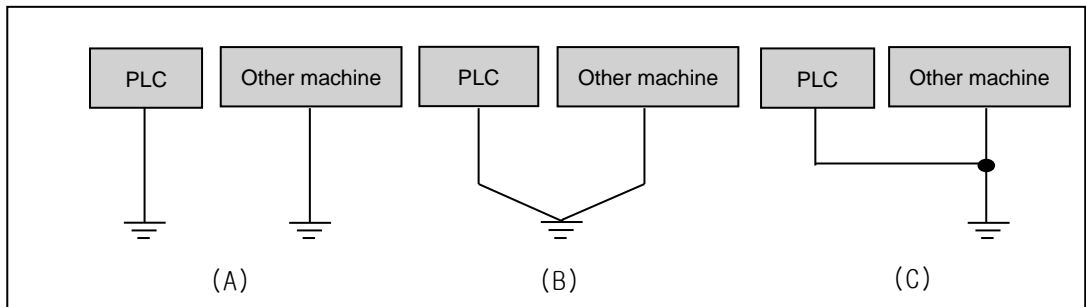 PLC Other machine PLC Other machine PLC Other machine
(A) (B) (C)